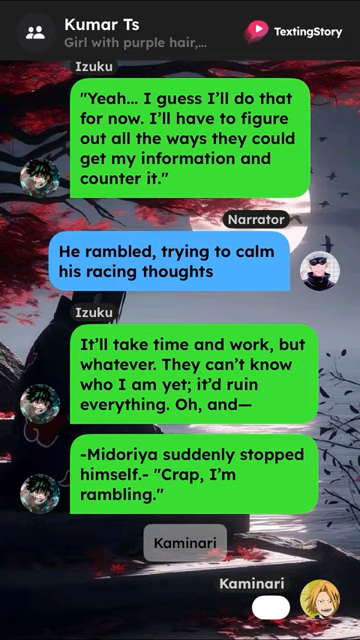 Kumar Ts
Girl with purple hair,...
TextingStory
Izuku
"Yeah... I guess I'll do that
for now. I'll have to figure
out all the ways they could
get my information and
counter it."
Narrator
He rambled, trying to calm
his racing thoughts
Izuku
It'll take time and work, but
whatever. They can't know
who I am yet; it'd ruin
everything. Oh, and—
-Midoriya suddenly stopped
himself.- "Crap, I'm
rambling."
Kaminari
Kaminari